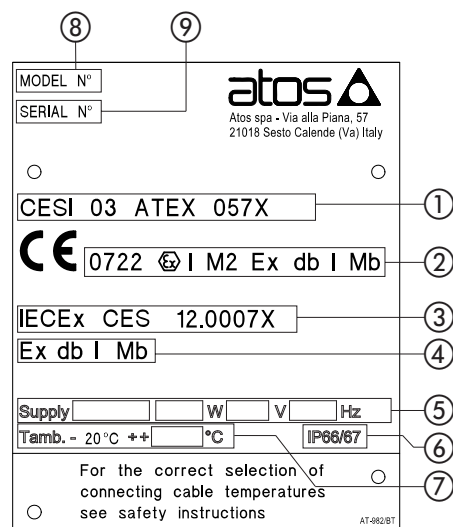 ⑧ ⑨
MODEL N°
SERIAL N°
atos
Atos spa - Via alla Piana, 57
21018 Sesto Calende (Va) Italy
CESI 03 ATEX 057X ①
CE 0722 Ex I M2 Ex db I Mb ②
IECEx CES 12.0007X ③
Ex db I Mb ④
Supply W V Hz ⑤
Tamb. - 20°C ++ °C IP66/67 ⑥
⑦
For the correct selection of
connecting cable temperatures
see safety instructions
AT-982/BT